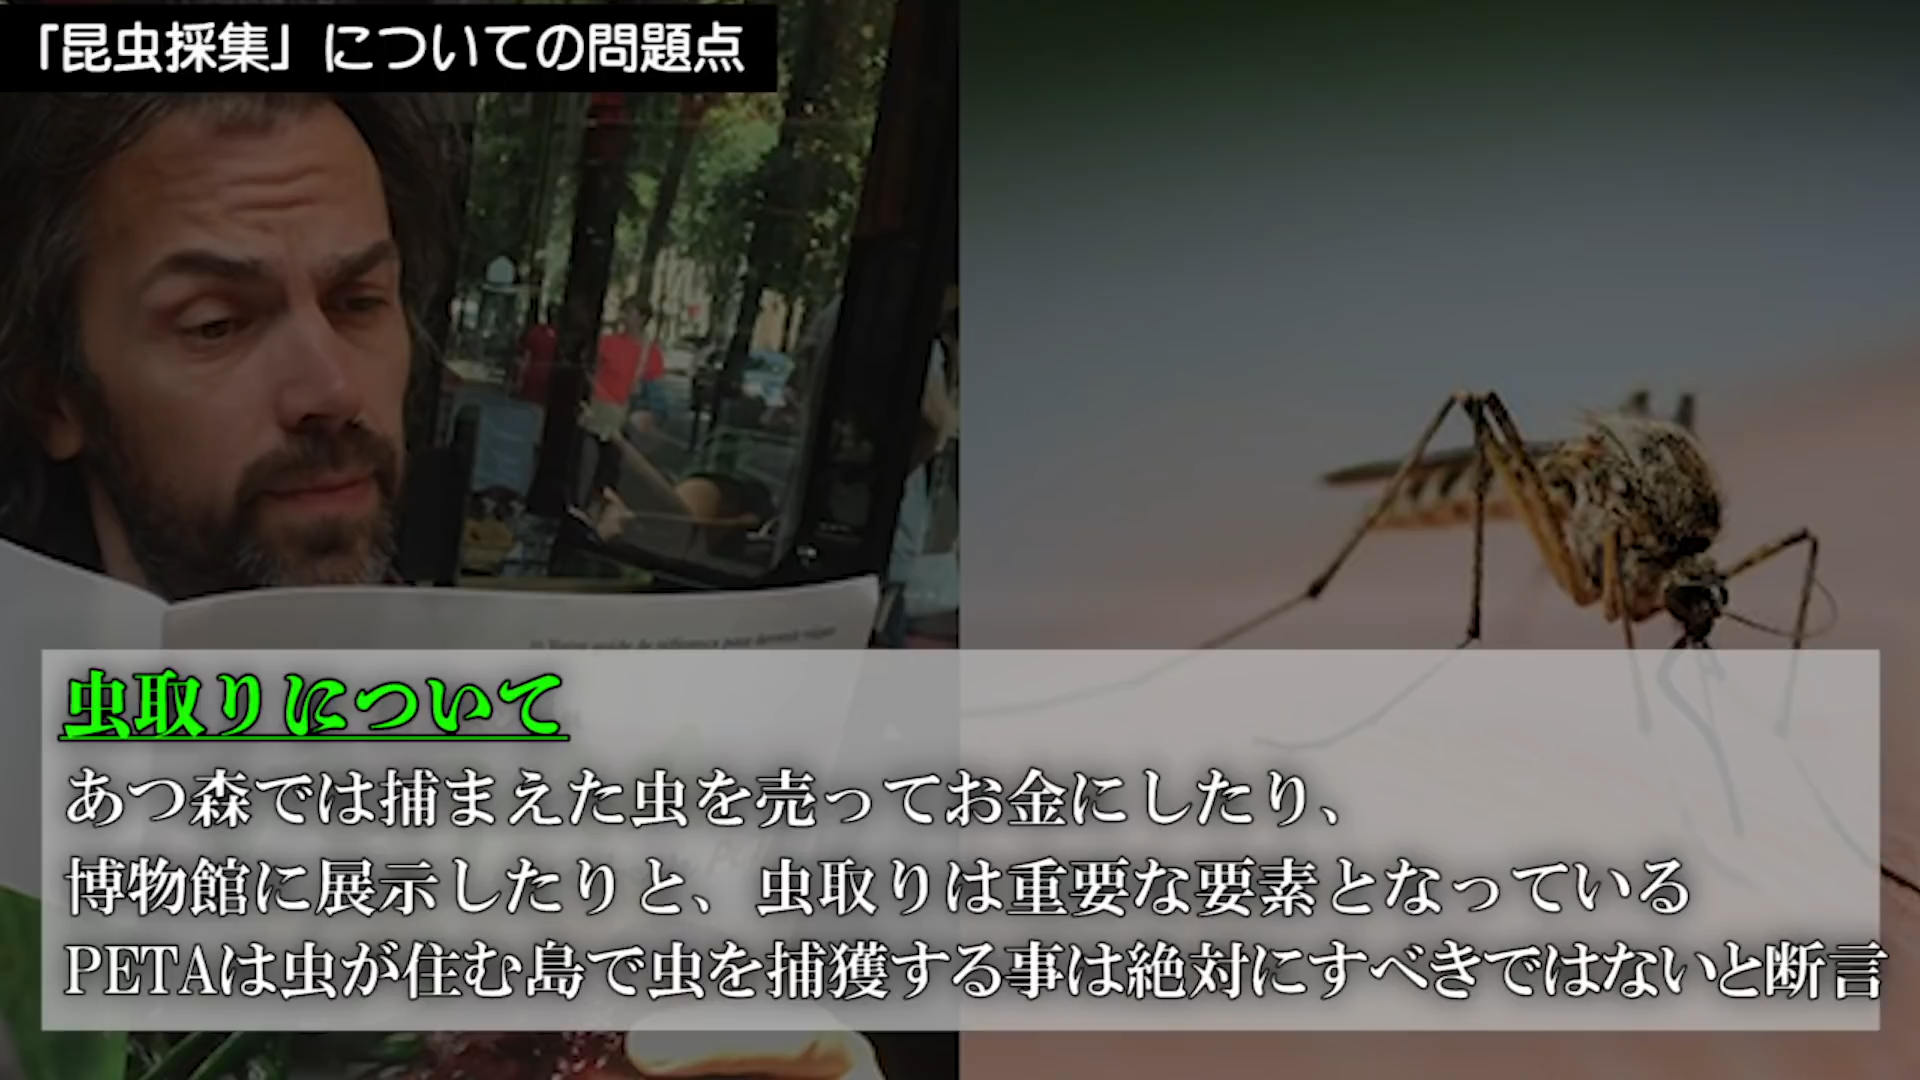 「昆虫採集」についての問題点
虫取りについて
あつ森では捕まえた虫を売ってお金にしたり、
博物館に展示したりと、虫取りは重要な要素となっている
PETAは虫が住む島で虫を捕獲する事は絶対にすべきではないと断言